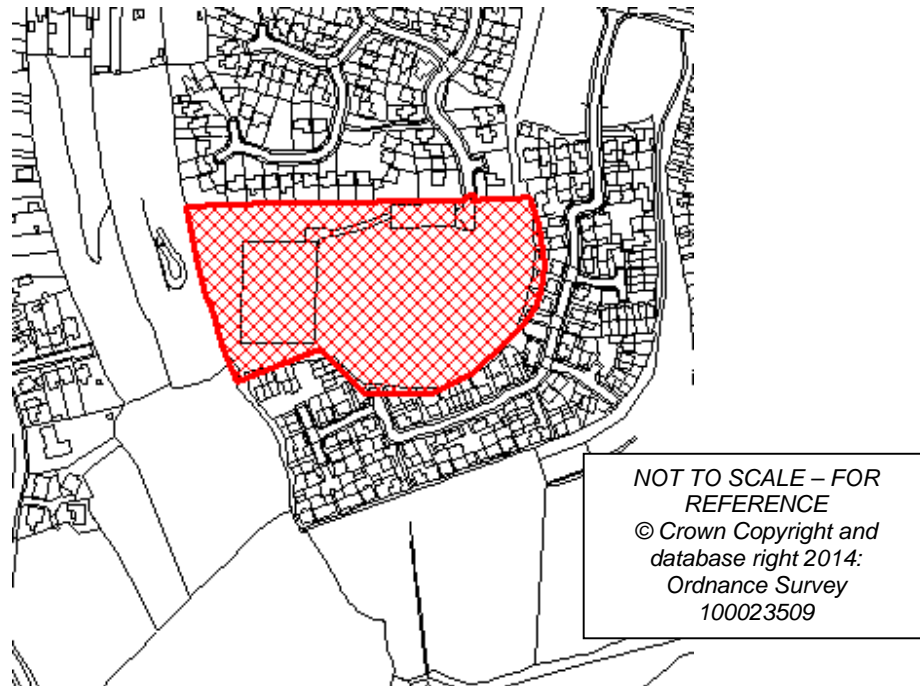 NOT TO SCALE – FOR
REFERENCE
© Crown Copyright and
database right 2014:
Ordnance Survey
100023509